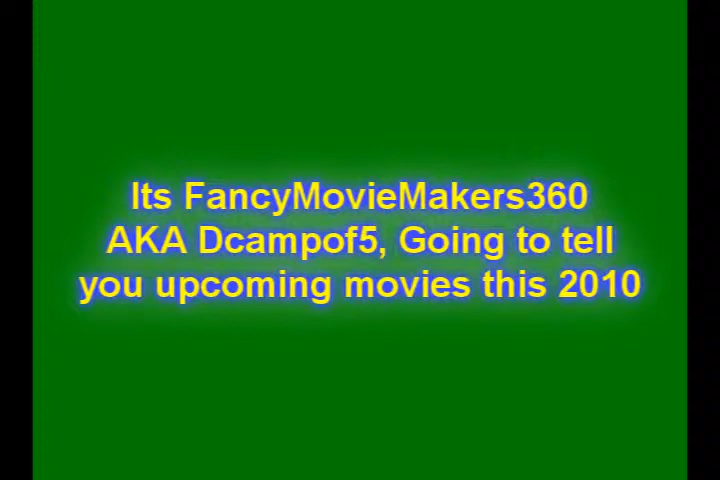 Its FancyMovieMakers360
AKA Dcampof5, Going to tell
you upcoming movies this 2010